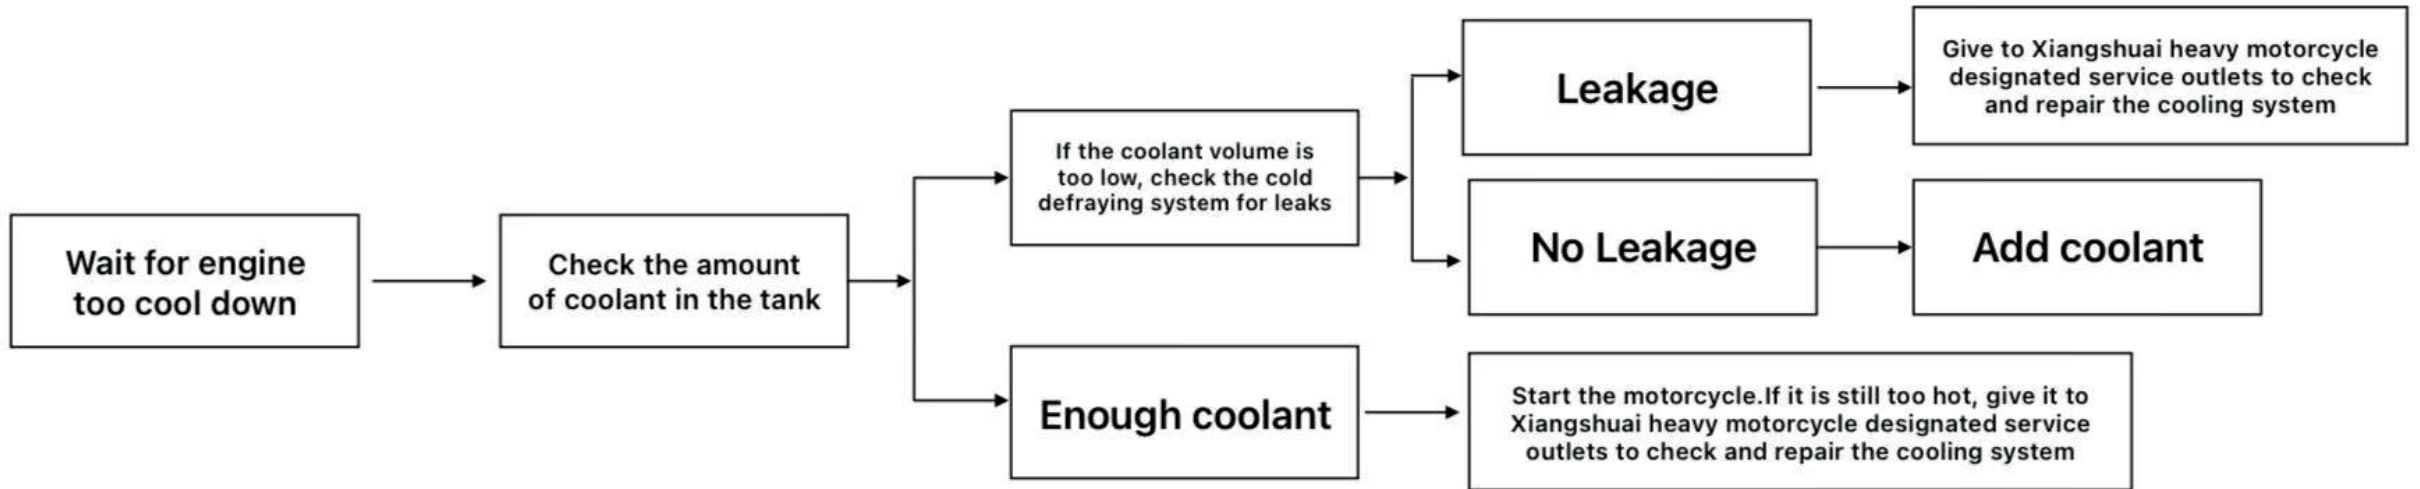 Wait for engine
too cool down
Check the amount
of coolant in the tank
If the coolant volume is
too low, check the cold
defraying system for leaks
Leakage
Give to Xiangshuai heavy motorcycle
designated service outlets to check
and repair the cooling system
No Leakage
Add coolant
Enough coolant
Start the motorcycle.If it is still too hot, give it to
Xiangshuai heavy motorcycle designated service
outlets to check and repair the cooling system